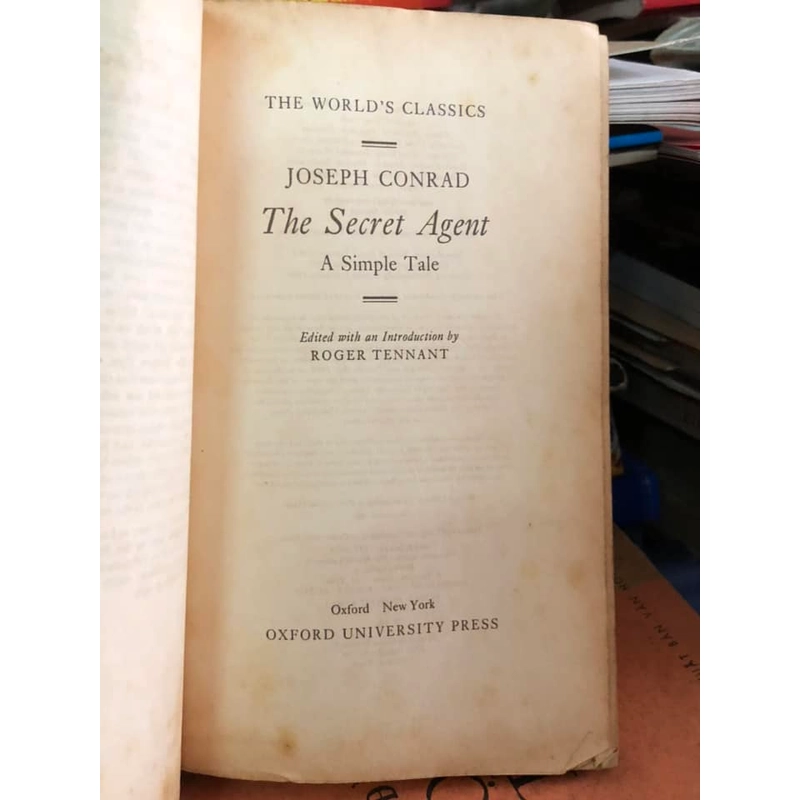 THE WORLD'S CLASSICS
JOSEPH CONRAD
The Secret Agent
A Simple Tale
Edited with an Introduction by
ROGER TENNANT
Oxford New York
OXFORD UNIVERSITY PRESS